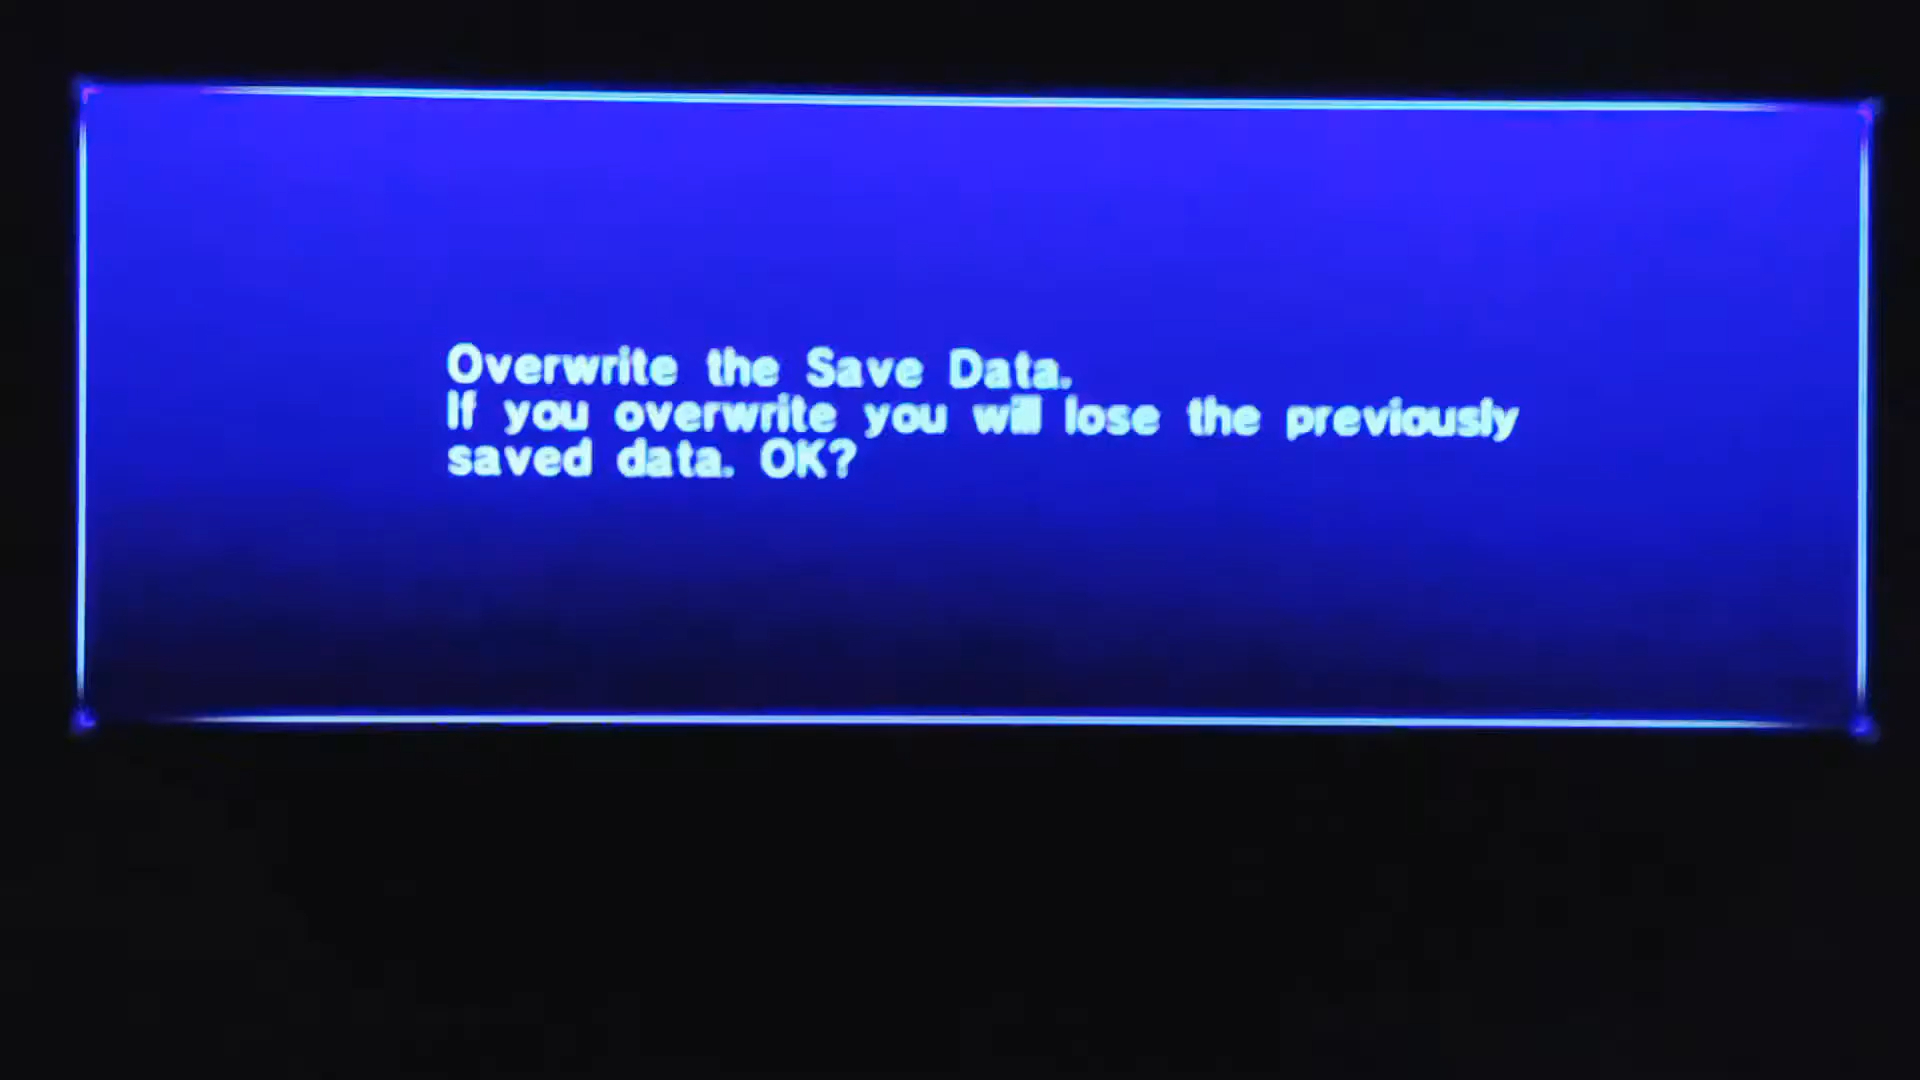 Overwrite the Save Data.
If you overwrite you will lose the previously
saved data. OK?